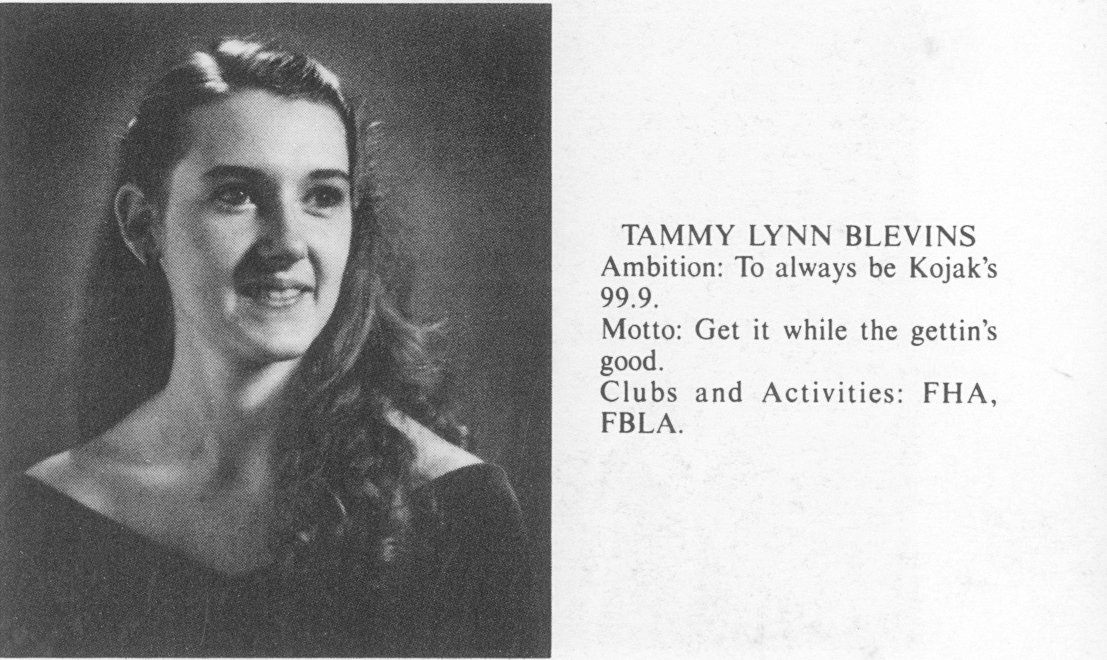 TAMMY LYNN BLEVINS
Ambition: To always be Kojak's
99.9.
Motto: Get it while the gettin's
good.
Clubs and Activities: FHA,
FBLA.